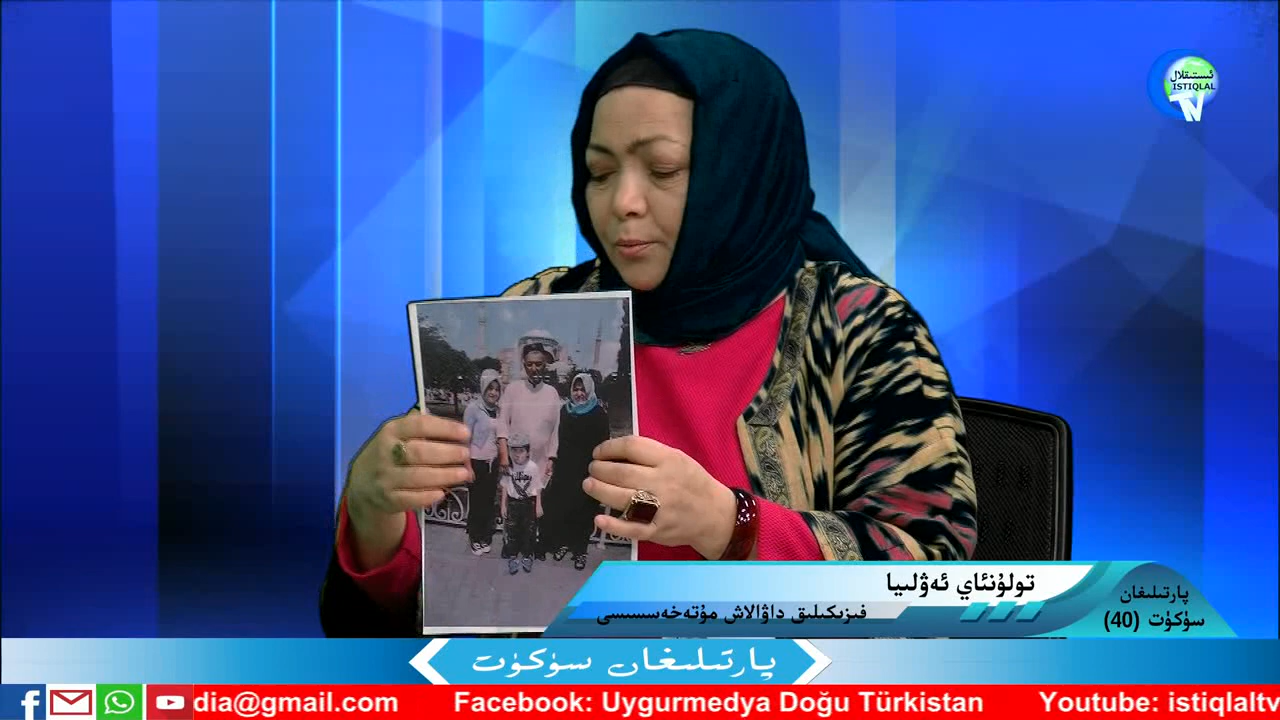 ئىستىقلال
ISTIQLAL
TV
تولۇنئاي ئەۋلىيا
فىزىكىلىق داۋالاش مۇتەخەسسىسى
پارتىلىغان
سۈكۈت (40)
پارتىلىغان سۈكۈت
dia@gmail.com Facebook: Uygurmedya Doğu Türkistan Youtube: istiqlaltv